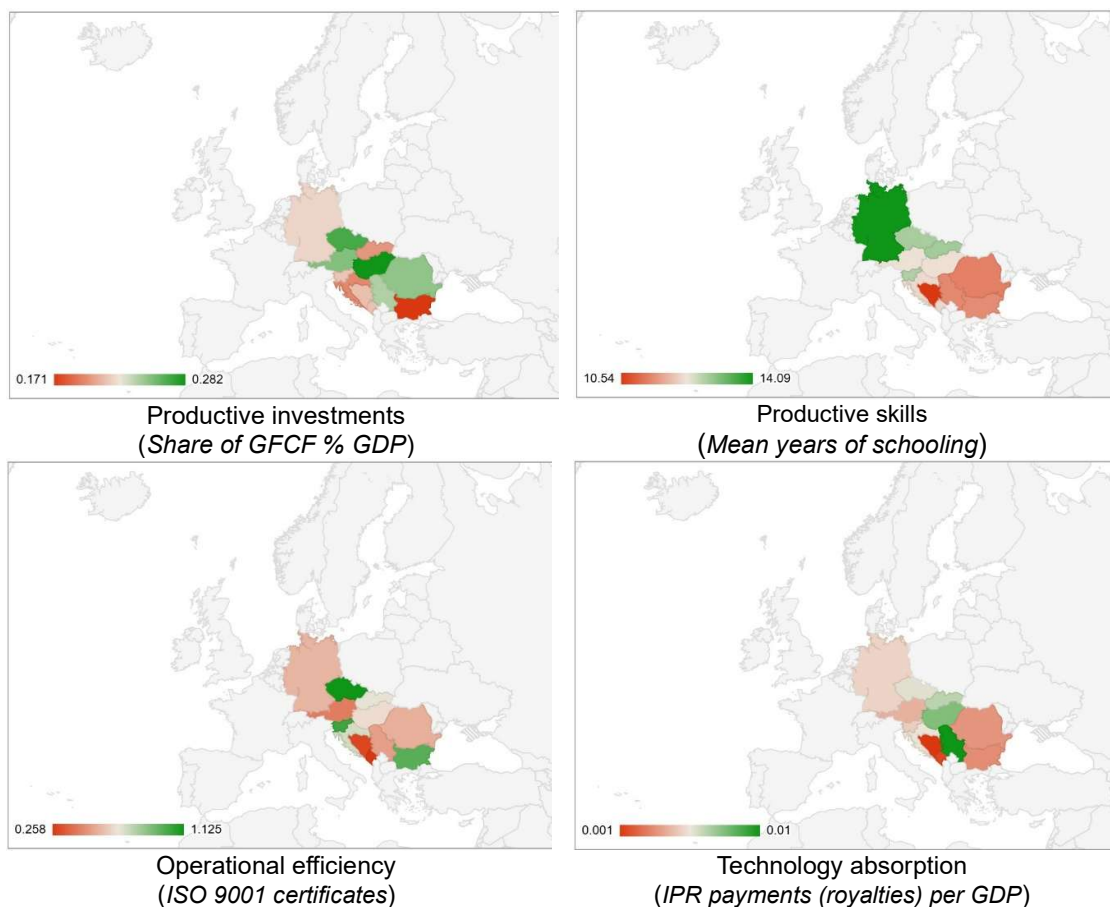 0.171 0.282
Productive investments
(Share of GFCF % GDP)
10.54 14.09
Productive skills
(Mean years of schooling)
0.258 1.125
Operational efficiency
(ISO 9001 certificates)
0.001 0.01
Technology absorption
(IPR payments (royalties) per GDP)